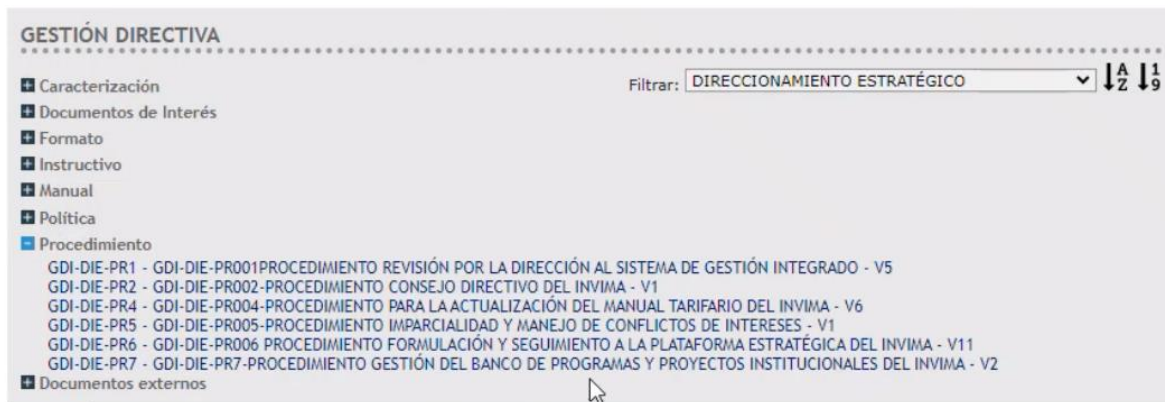 GESTIÓN DIRECTIVA
Caracterización
Filtrar: DIRECCIONAMIENTO ESTRATÉGICO
Documentos de Interés
Formato
Instructivo
Manual
Política
Procedimiento
GDI-DIE-PR1 - GDI-DIE-PR001PROCEDIMIENTO REVISIÓN POR LA DIRECCIÓN AL SISTEMA DE GESTIÓN INTEGRADO - V5
GDI-DIE-PR2 - GDI-DIE-PR002-PROCEDIMIENTO CONSEJO DIRECTIVO DEL INVIMA - V1
GDI-DIE-PR4 - GDI-DIE-PR004-PROCEDIMIENTO PARA LA ACTUALIZACIÓN DEL MANUAL TARIFARIO DEL INVIMA - V6
GDI-DIE-PR5 - GDI-DIE-PR005-PROCEDIMIENTO IMPARCIALIDAD Y MANEJO DE CONFLICTOS DE INTERESES - V1
GDI-DIE-PR6 - GDI-DIE-PR006 PROCEDIMIENTO FORMULACIÓN Y SEGUIMIENTO A LA PLATAFORMA ESTRATÉGICA DEL INVIMA - V11
GDI-DIE-PR7 - GDI-DIE-PR7-PROCEDIMIENTO GESTIÓN DEL BANCO DE PROGRAMAS Y PROYECTOS INSTITUCIONALES DEL INVIMA - V2
Documentos externos